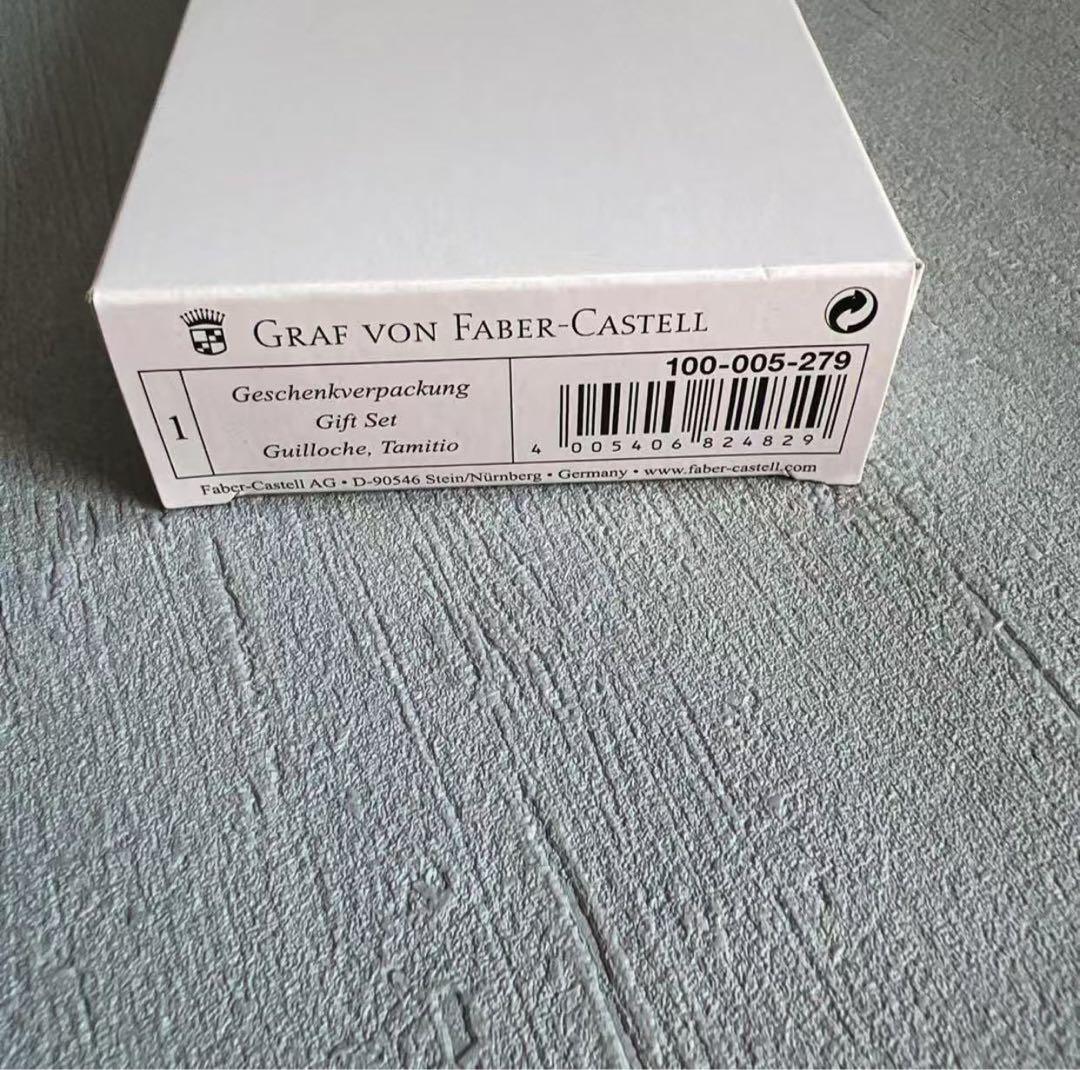 GRAF VON FABER-CASTELL
1
Geschenkverpackung
Gift Set
Guilloche, Tamitio
100-005-279
4 005406 824829
Faber-Castell AG • D-90546 Stein/Nürnberg • Germany • www.faber-castell.com